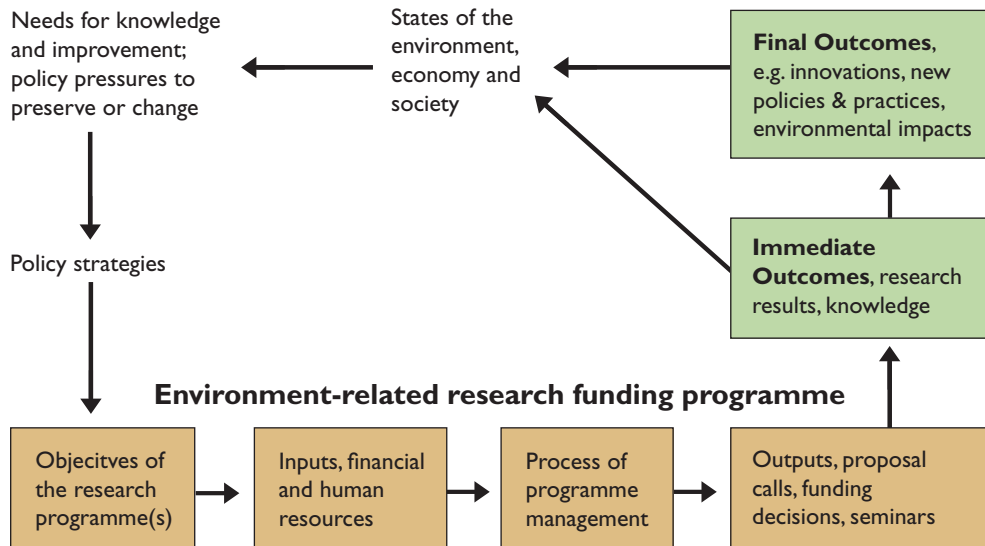 Needs for knowledge
and improvement;
policy pressures to
preserve or change
States of the
environment,
economy and
society
Final Outcomes,
e.g. innovations, new
policies & practices,
environmental impacts
Policy strategies
Immediate
Outcomes, research
results, knowledge
Environment-related research funding programme
Objecitves of
the research
programme(s)
Inputs, financial
and human
resources
Process of
programme
management
Outputs, proposal
calls, funding
decisions, seminars